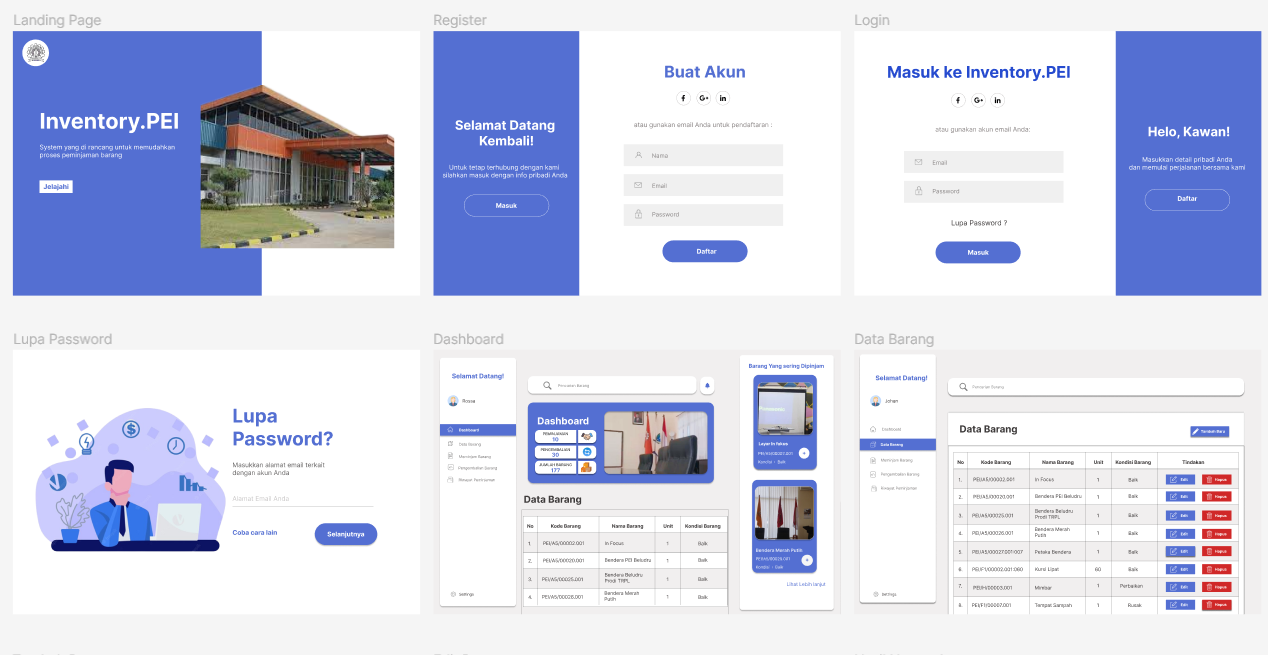 Landing Page
Inventory.PEI
System yang di rancang untuk memudahkan
proses peminjaman barang
Jelajahi
Register
Selamat Datang
Kembali!
Untuk tetap terhubung dengan kami
silahkan masuk dengan info pribadi Anda
Masuk
Buat Akun
f G+ in
atau gunakan email Anda untuk pendaftaran :
Nama
Email
Password
Daftar
Login
Masuk ke Inventory.PEI
f G+ in
atau gunakan akun email Anda:
Email
Password
Lupa Password ?
Masuk
Helo, Kawan!
Masukkan detail pribadi Anda
dan memulai perjalanan bersama kami
Daftar
Lupa Password
Lupa
Password?
Masukkan alamat email terkait
dengan akun Anda
Alamat Email Anda
Coba cara lain
Selanjutnya
Dashboard
Selamat Datang!
Rossa
Dashboard
Data Barang
Meminjam Barang
Pengembalian Barang
Riwayat Peminjaman
Settings
Pencarian Barang
Dashboard
PEMINJAMAN
10
PENGEMBALIAN
30
JUMLAH BARANG
177
Data Barang
No Kode Barang Nama Barang Unit Kondisi Barang
1 PEI/A5/00002.001 In Focus 1 Baik
2. PEI/A5/00020.001 Bendera PEI Beludru 1 Baik
3. PEI/A5/00025.001 Bendera Beludru
Prodi TRPL 1 Baik
4. PEI/A5/00026.001 Bendera Merah
Putih 1 Baik
Barang Yang sering Dipinjam
Layar In fokus
PEI/A5/00007.001
Kondisi : Baik
Bendera Merah Putih
PEI/A5/00020.001
Kondisi : Baik
Lihat Lebih lanjut
Data Barang
Selamat Datang!
Johan
Dashboard
Data Barang
Meminjam Barang
Pengembalian Barang
Riwayat Peminjaman
Settings
Pencarian Barang
Data Barang
Tambah Data
No Kode Barang Nama Barang Unit Kondisi Barang Tindakan
1. PEI/A5/00002.001 In Focus 1 Baik Edit Hapus
2. PEI/A5/00020.001 Bendera PEI Beludru 1 Baik Edit Hapus
3. PEI/A5/00025.001 Bendera Beludru
Prodi TRPL 1 Baik Edit Hapus
4. PEI/A5/00026.001 Bendera Merah
Putih 1 Baik Edit Hapus
5. PEI/A5/00027.001-007 Pataka Bendera 1 Baik Edit Hapus
6. PEI/F1/00002.001.060 Kursi Lipat 60 Baik Edit Hapus
7. PEI/H/00003.001 Mimbar 1 Perbaikan Edit Hapus
8. PEI/F1/00007.001 Tempat Sampah 1 Rusak Edit Hapus